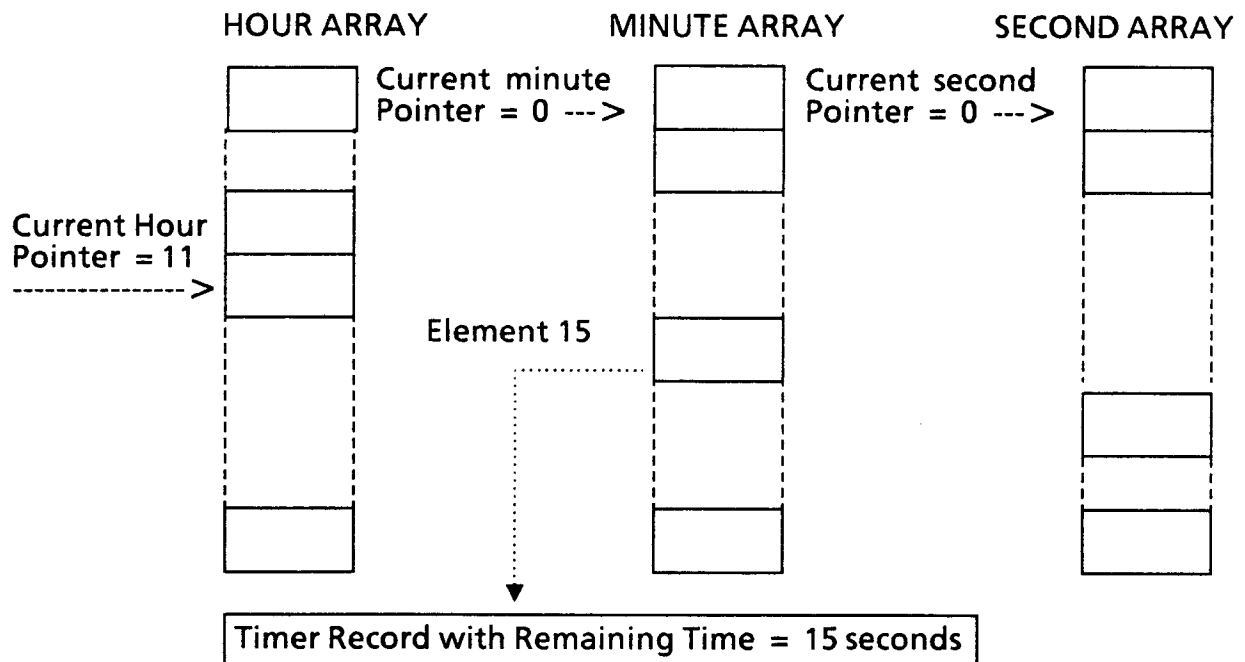 HOUR ARRAY
MINUTE ARRAY
SECOND ARRAY
Current minute
Pointer = 0 --->
Current second
Pointer = 0 --->
Current Hour
Pointer = 11
---------------->
Element 15
Timer Record with Remaining Time = 15 seconds